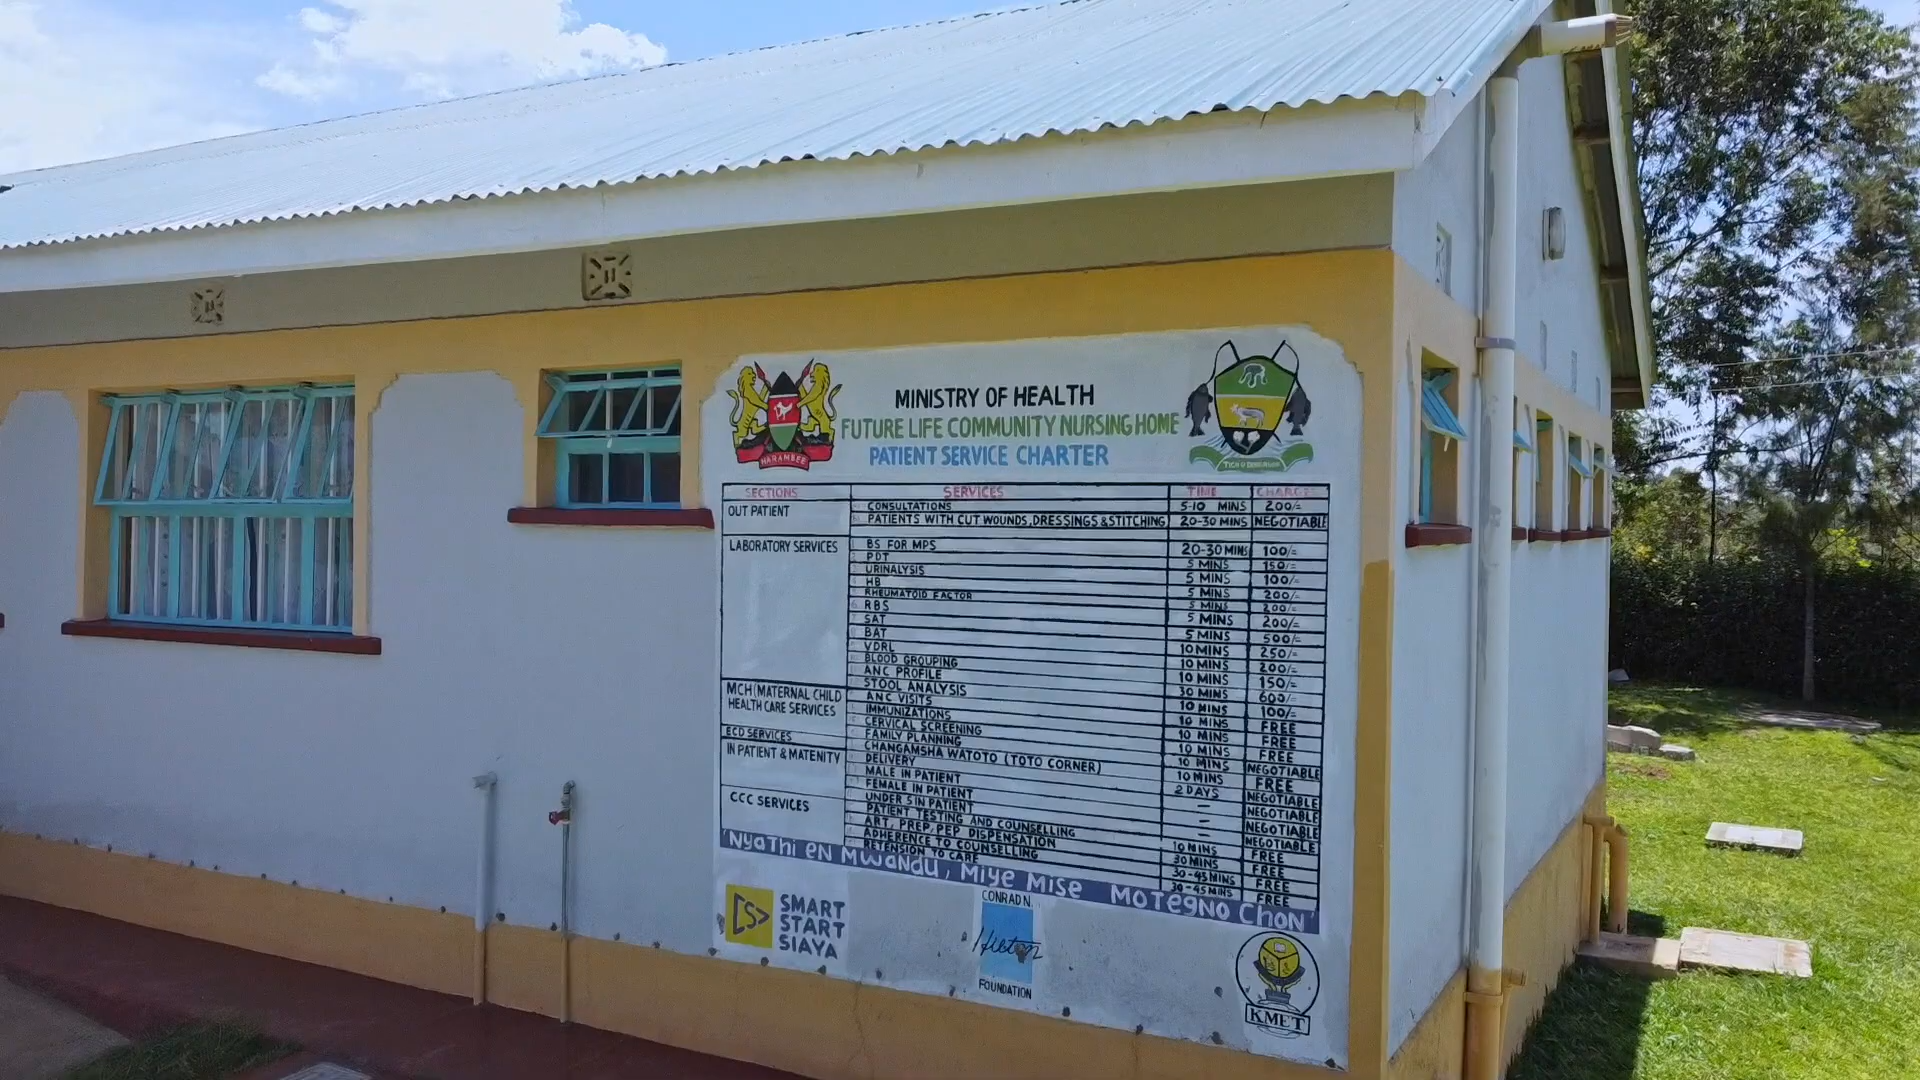 MINISTRY OF HEALTH
FUTURE LIFE COMMUNITY NURSING HOME
PATIENT SERVICE CHARTER
HARAMBEE
SECTIONS SERVICES TIME CHARGES
OUT PATIENT CONSULTATIONS 5-10 MINS 200/=
PATIENTS WITH CUT WOUNDS, DRESSINGS & STITCHING 20-30 MINS NEGOTIABLE
LABORATORY SERVICES BS FOR MPS 20-30 MINS 100/=
PDT 5 MINS 150/=
URINALYSIS 5 MINS 100/=
HB 5 MINS 200/=
RHEUMATOID FACTOR 5 MINS 200/=
RBS 5 MINS 200/=
SAT 5 MINS 500/=
BAT 10 MINS 250/=
VDRL 10 MINS 200/=
BLOOD GROUPING 10 MINS 150/=
ANC PROFILE 30 MINS 600/=
STOOL ANALYSIS 10 MINS 100/=
MCH (MATERNAL CHILD HEALTH CARE SERVICES ANC VISITS 10 MINS FREE
IMMUNIZATIONS 10 MINS FREE
CERVICAL SCREENING 10 MINS FREE
FAMILY PLANNING 10 MINS NEGOTIABLE
ECD SERVICES CHANGAMSHA WATOTO (TOTO CORNER) 10 MINS FREE
IN PATIENT & MATENITY DELIVERY 2 DAYS NEGOTIABLE
MALE IN PATIENT – NEGOTIABLE
FEMALE IN PATIENT – NEGOTIABLE
UNDER 5 IN PATIENT – NEGOTIABLE
CCC SERVICES PATIENT TESTING AND COUNSELLING 10 MINS FREE
ART, PREP, PEP DISPENSATION 30 MINS FREE
ADHERENCE TO COUNSELLING 30-45 MINS FREE
RETENSION TO CARE 30-45 MINS FREE
'Nyathi en Mwandu, Miye Mise Motegno Chon'
SMART
START
SIAYA
CONRAD N.
Hilton
FOUNDATION
KMET